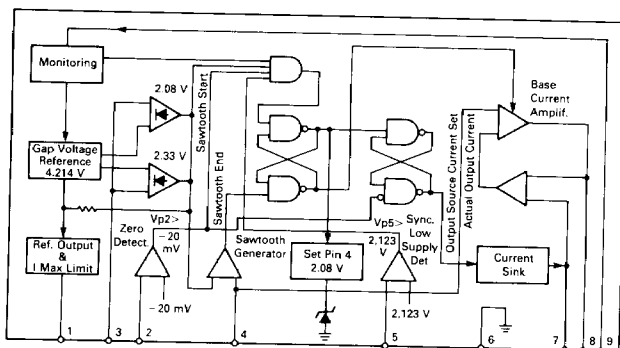 Monitoring
2.08 V
Sawtooth Start
Base
Current
Amplif.
Gap Voltage
Reference
4.214 V
2.33 V
Sawtooth End
Output Source Current Set
Actual Output Current
Vp2>
-20
mV
Zero
Detect.
Vp5>
2,123
V
Sync.
Low
Supply
Det
Ref. Output
&
I Max Limit
Sawtooth
Generator
Set Pin 4
2.08 V
Current
Sink
-20 mV
2,123 V
1 3 2 4 5 6 7 8 9